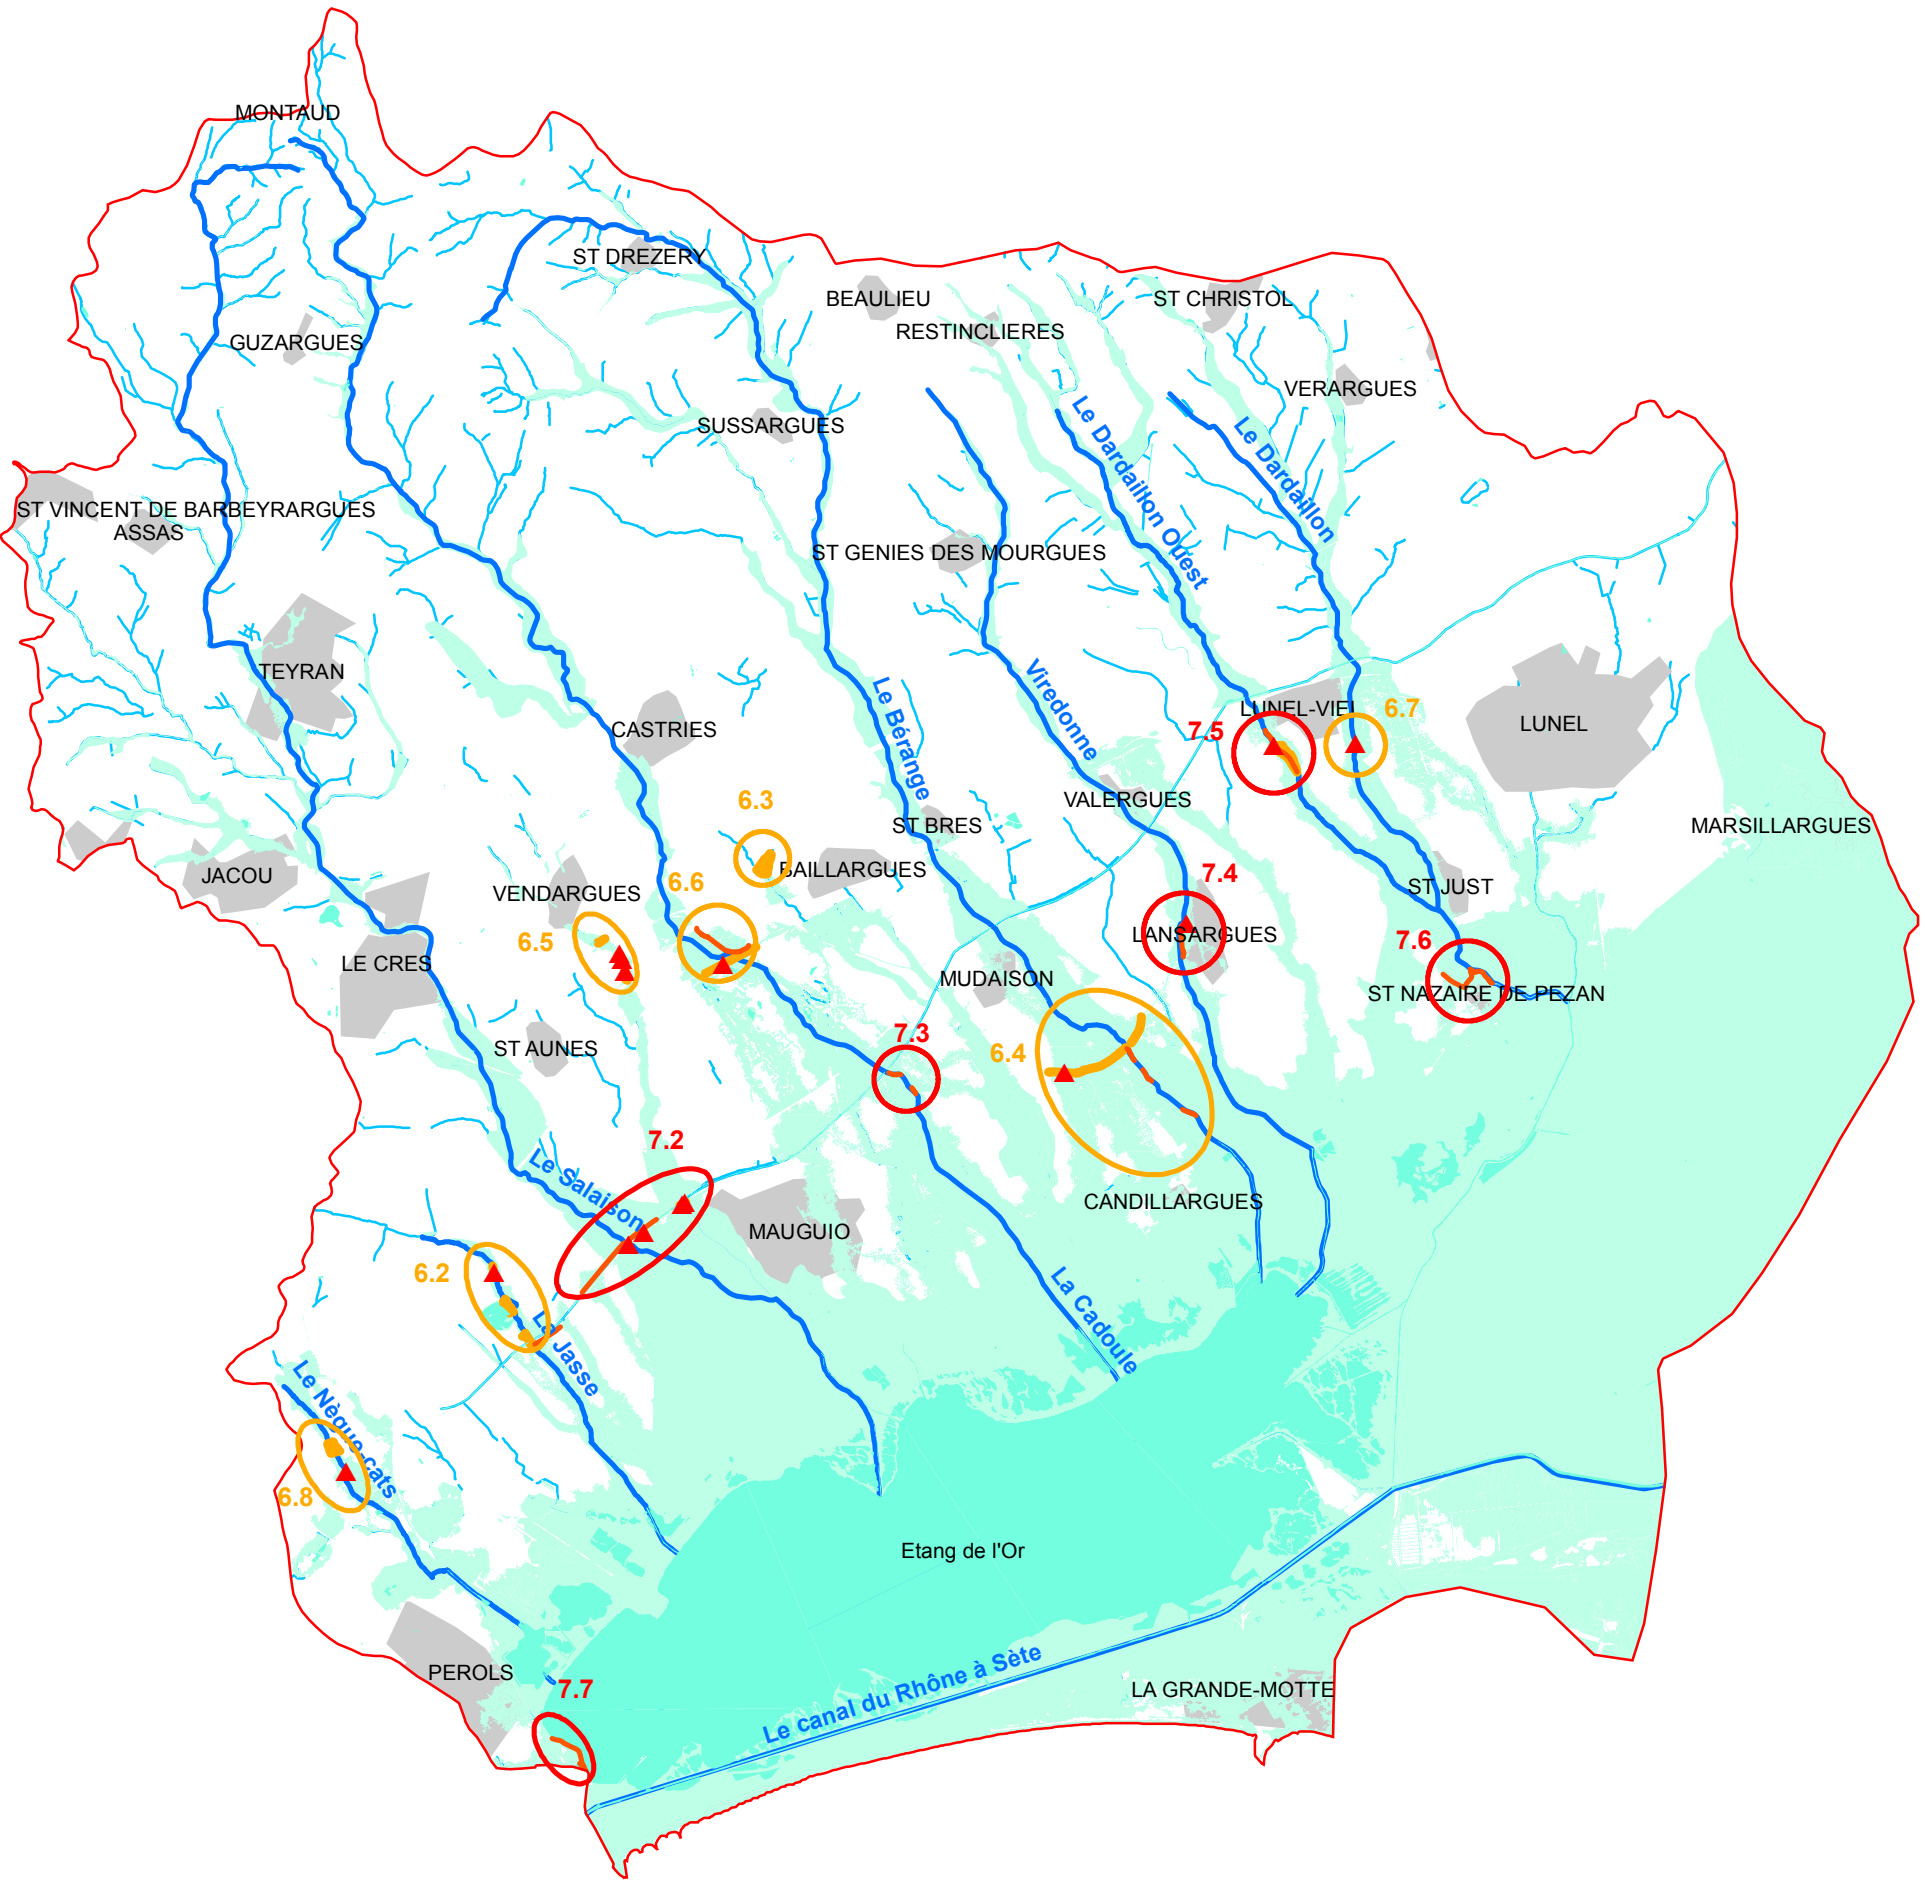 MONTAUD
ST DREZERY
BEAULIEU
ST CHRISTOL
RESTINCLIERES
GUZARGUES
VERARGUES
SUSSARGUES
Le Dardaillon Ouest
Le Dardaillon
ST VINCENT DE BARBEYRARGUES
ASSAS
ST GENIES DES MOURGUES
TEYRAN
Le Bérange
Viredonne
CASTRIES
LUNEL-VIEL
6.7
7.5
LUNEL
6.3
VALERGUES
ST BRES
MARSILLARGUES
BAILLARGUES
JACOU
VENDARGUES
6.6
7.4
ST JUST
6.5
LANSARGUES
7.6
LE CRES
MUDAISON
ST NAZAIRE DE PEZAN
7.3
ST AUNES
6.4
7.2
Le Salaison
CANDILLARGUES
MAUGUIO
6.2
La Cadoule
La Jasse
Le Nègue-cats
6.8
Etang de l'Or
PEROLS
7.7
Le canal du Rhône à Sète
LA GRANDE-MOTTE